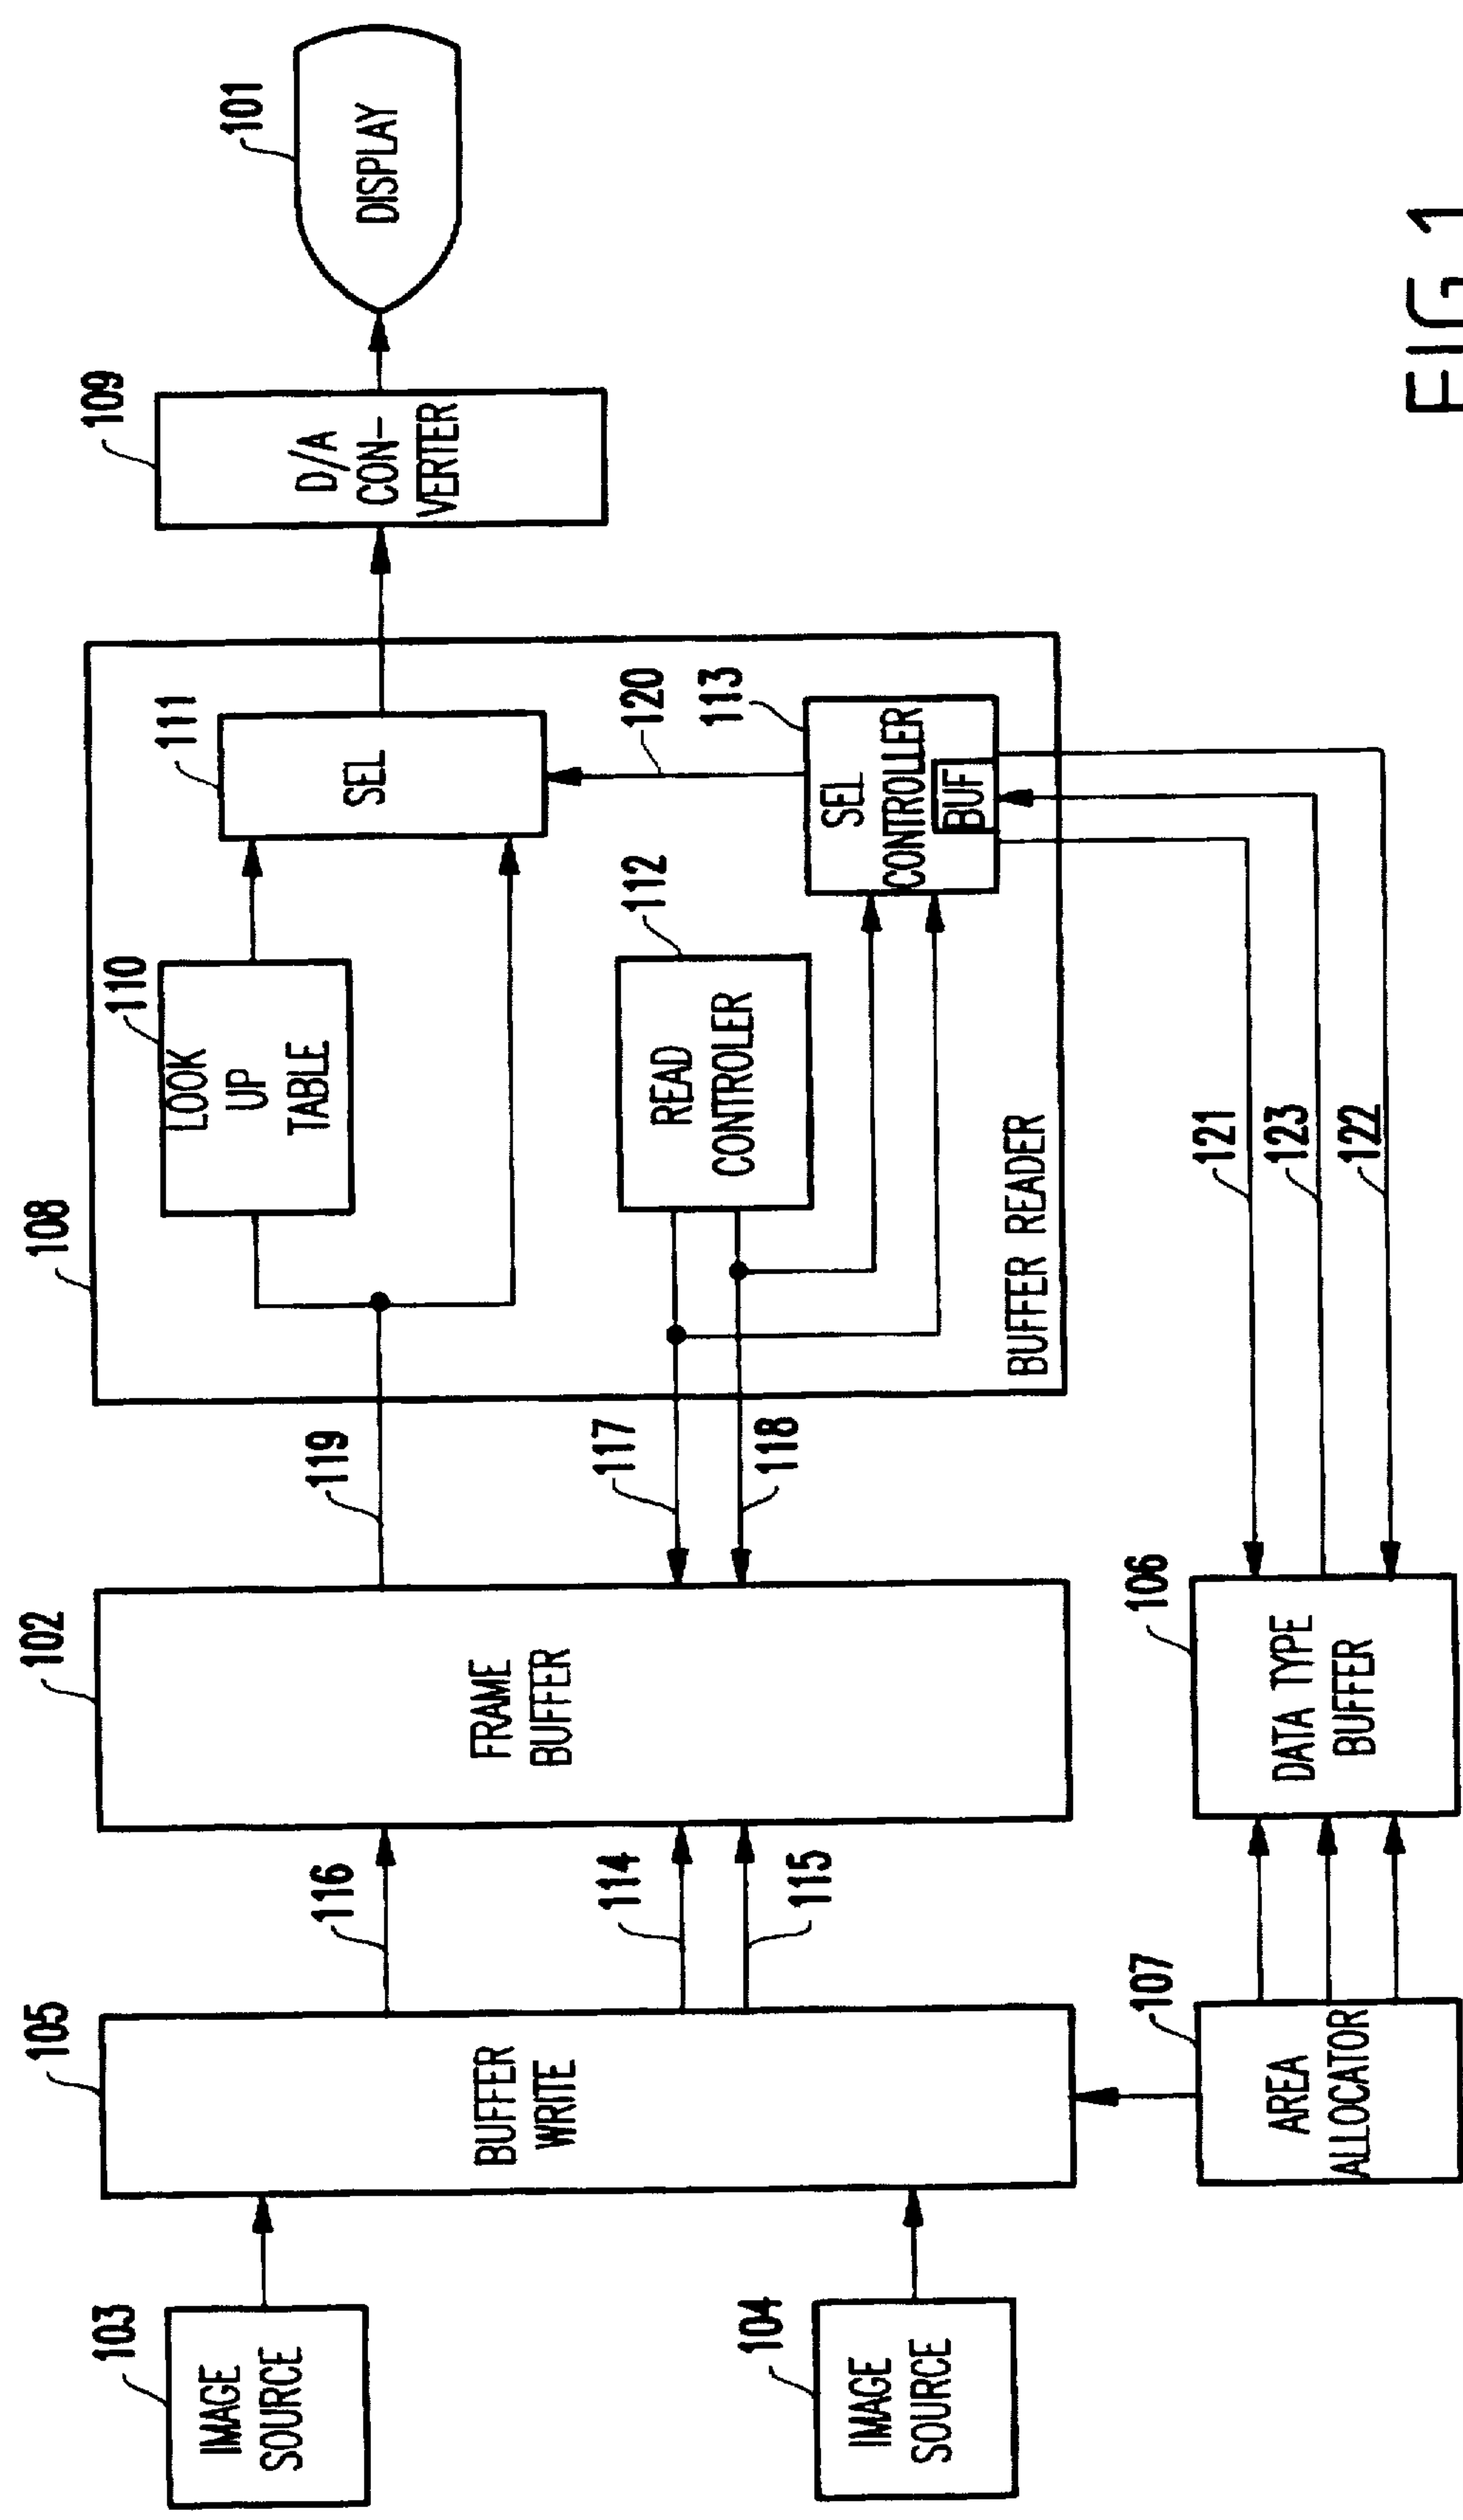 103
IMAGE
SOURCE
104
IMAGE
SOURCE
105
BUFFER
WRITE
107
AREA
ALLOCATOR
116
114
115
102
FRAME
BUFFER
106
DATA TYPE
BUFFER
119
117
118
108
110
LOOK
UP
TABLE
112
READ
CONTROLER
111
SEL
120
113
SEL
CONTROLLER
BUF
BUFFER READER
121
123
122
109
D/A
CON-
VERTER
101
DISPLAY
FIG.1